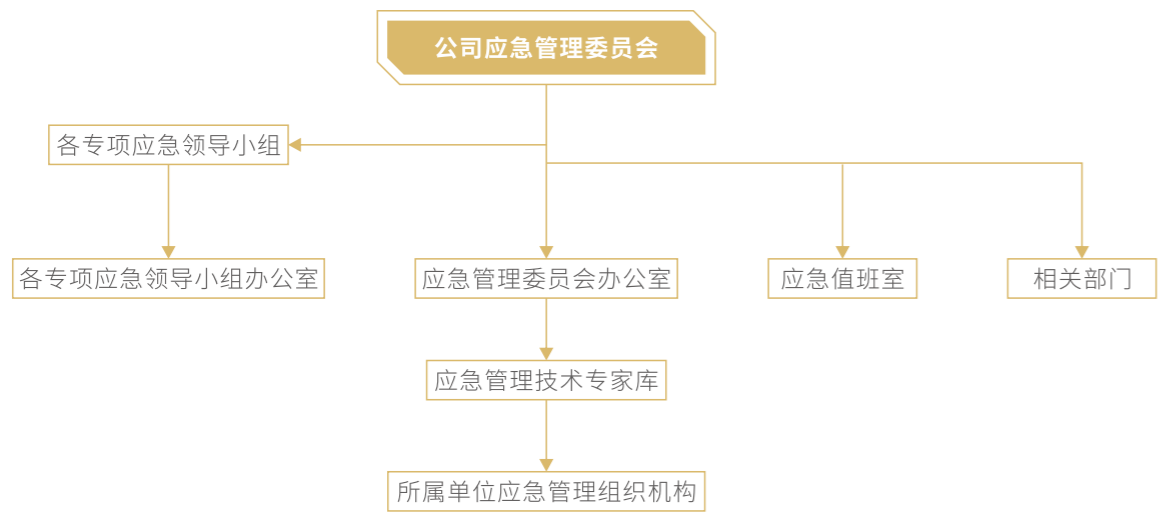 公司应急管理委员会
各专项应急领导小组
各专项应急领导小组办公室
应急管理委员会办公室
应急值班室
相关部门
应急管理技术专家库
所属单位应急管理组织机构